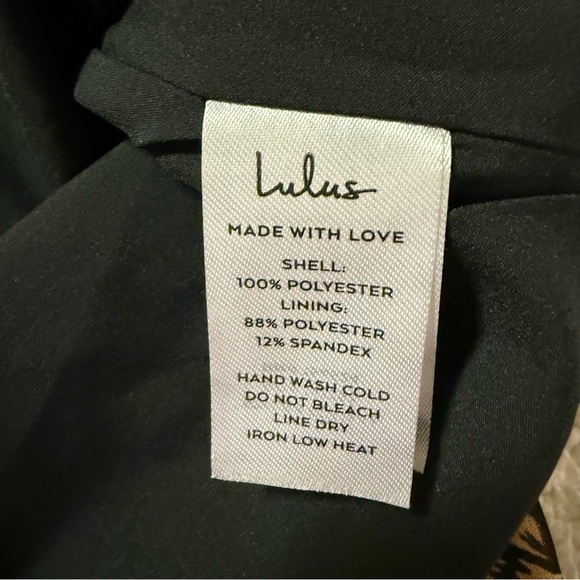 Lulus
MADE WITH LOVE
SHELL:
100% POLYESTER
LINING:
88% POLYESTER
12% SPANDEX
HAND WASH COLD
DO NOT BLEACH
LINE DRY
IRON LOW HEAT